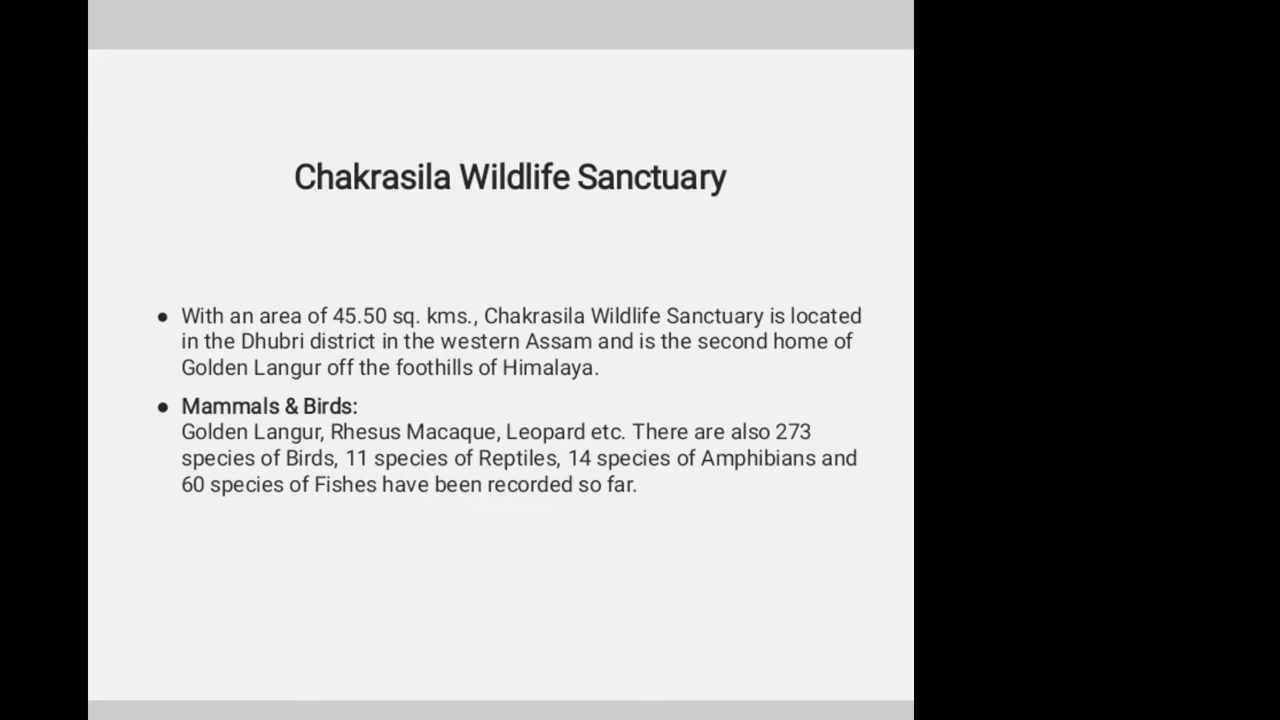 Chakrasila Wildlife Sanctuary
● With an area of 45.50 sq. kms., Chakrasila Wildlife Sanctuary is located
in the Dhubri district in the western Assam and is the second home of
Golden Langur off the foothills of Himalaya.
● Mammals & Birds:
Golden Langur, Rhesus Macaque, Leopard etc. There are also 273
species of Birds, 11 species of Reptiles, 14 species of Amphibians and
60 species of Fishes have been recorded so far.